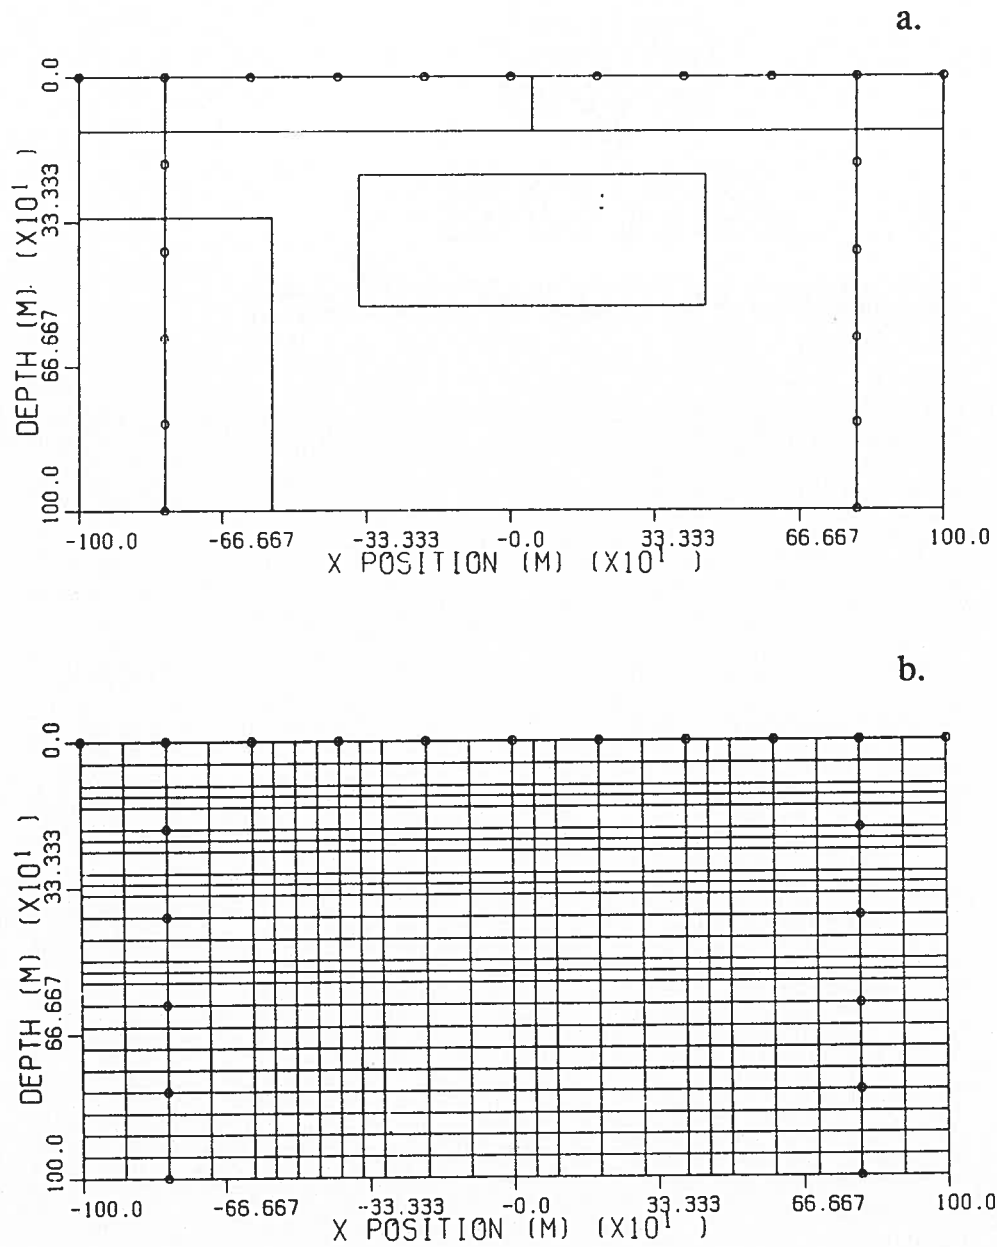 a.
0.0
33.333
66.667
100.0
DEPTH (M) (X10¹)
-100.0 -66.667 -33.333 -0.0 33.333 66.667 100.0
X POSITION (M) (X10¹)
b.
0.0
33.333
66.667
100.0
DEPTH (M) (X10¹)
-100.0 -66.667 -33.333 -0.0 33.333 66.667 100.0
X POSITION (M) (X10¹)